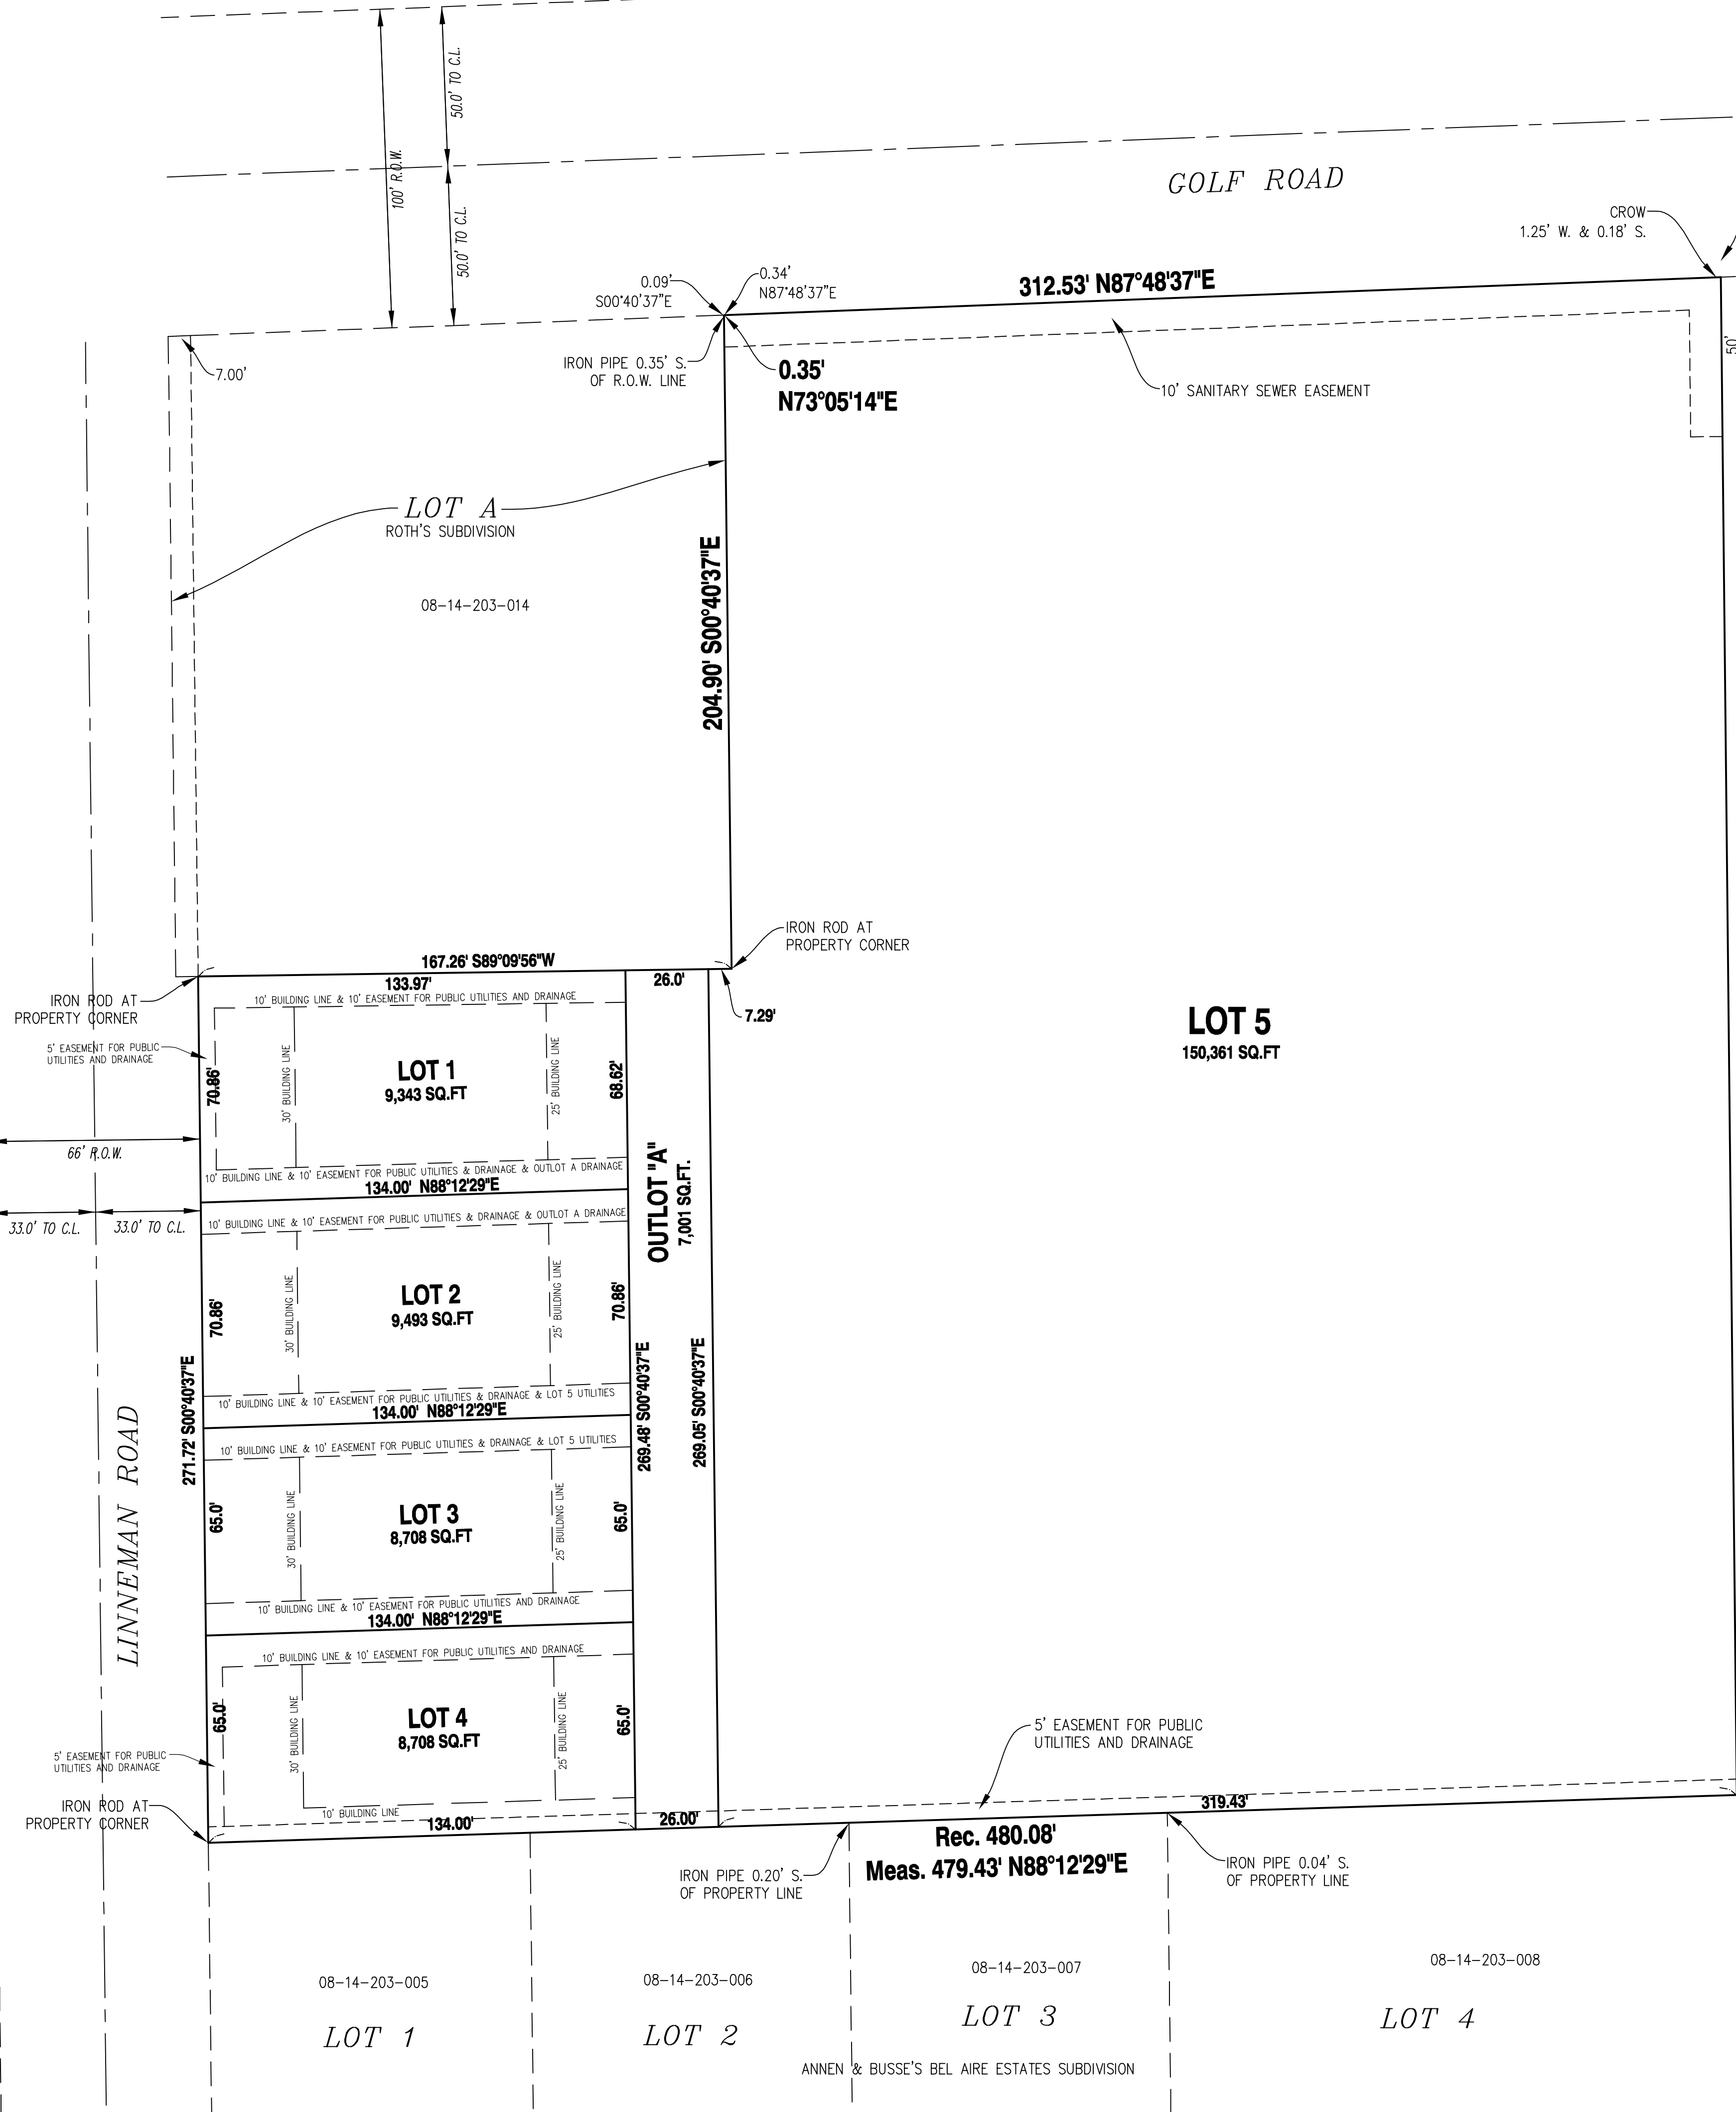 50.0' TO C.L.
100' R.O.W.
50.0' TO C.L.
GOLF ROAD
CROW
1.25' W. & 0.18' S.
312.53' N87°48'37"E
0.09'
S00°40'37"E
0.34'
N87°48'37"E
50'
IRON PIPE 0.35' S.
OF R.O.W. LINE
7.00'
0.35'
N73°05'14"E
10' SANITARY SEWER EASEMENT
LOT A
ROTH'S SUBDIVISION
204.90' S00°40'37"E
08-14-203-014
IRON ROD AT
PROPERTY CORNER
167.26' S89°09'56"W
133.97'
26.0'
7.29'
IRON ROD AT
PROPERTY CORNER
10' BUILDING LINE & 10' EASEMENT FOR PUBLIC UTILITIES AND DRAINAGE
5' EASEMENT FOR PUBLIC
UTILITIES AND DRAINAGE
70.86'
30' BUILDING LINE
LOT 1
9,343 SQ.FT
25' BUILDING LINE
68.62'
LOT 5
150,361 SQ.FT
66' R.O.W.
10' BUILDING LINE & 10' EASEMENT FOR PUBLIC UTILITIES & DRAINAGE & OUTLOT A DRAINAGE
134.00' N88°12'29"E
OUTLOT "A"
7,001 SQ.FT.
33.0' TO C.L.
33.0' TO C.L.
10' BUILDING LINE & 10' EASEMENT FOR PUBLIC UTILITIES & DRAINAGE & OUTLOT A DRAINAGE
70.86'
30' BUILDING LINE
LOT 2
9,493 SQ.FT
25' BUILDING LINE
70.86'
271.72' S00°40'37"E
269.48' S00°40'37"E
269.05' S00°40'37"E
10' BUILDING LINE & 10' EASEMENT FOR PUBLIC UTILITIES & DRAINAGE & LOT 5 UTILITIES
134.00' N88°12'29"E
10' BUILDING LINE & 10' EASEMENT FOR PUBLIC UTILITIES & DRAINAGE & LOT 5 UTILITIES
LINNEMAN ROAD
65.0'
30' BUILDING LINE
LOT 3
8,708 SQ.FT
25' BUILDING LINE
65.0'
10' BUILDING LINE & 10' EASEMENT FOR PUBLIC UTILITIES AND DRAINAGE
134.00' N88°12'29"E
10' BUILDING LINE & 10' EASEMENT FOR PUBLIC UTILITIES AND DRAINAGE
65.0'
30' BUILDING LINE
LOT 4
8,708 SQ.FT
25' BUILDING LINE
65.0'
5' EASEMENT FOR PUBLIC
UTILITIES AND DRAINAGE
5' EASEMENT FOR PUBLIC
UTILITIES AND DRAINAGE
IRON ROD AT
PROPERTY CORNER
10' BUILDING LINE
134.00'
26.00'
319.43'
Rec. 480.08'
Meas. 479.43' N88°12'29"E
IRON PIPE 0.20' S.
OF PROPERTY LINE
IRON PIPE 0.04' S.
OF PROPERTY LINE
08-14-203-005
08-14-203-006
08-14-203-007
08-14-203-008
LOT 1
LOT 2
LOT 3
LOT 4
ANNEN & BUSSE'S BEL AIRE ESTATES SUBDIVISION